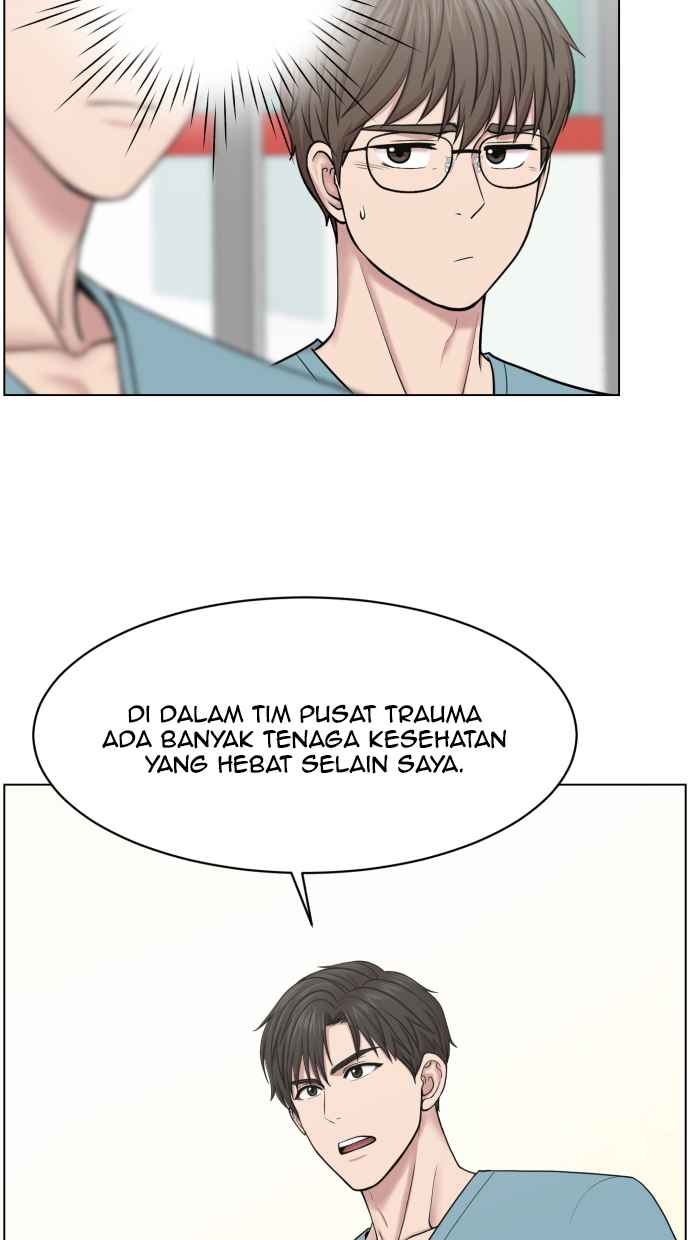 DI DALAM TIM PUSAT TRAUMA
ADA BANYAK TENAGA KESEHATAN
YANG HEBAT SELAIN SAYA.